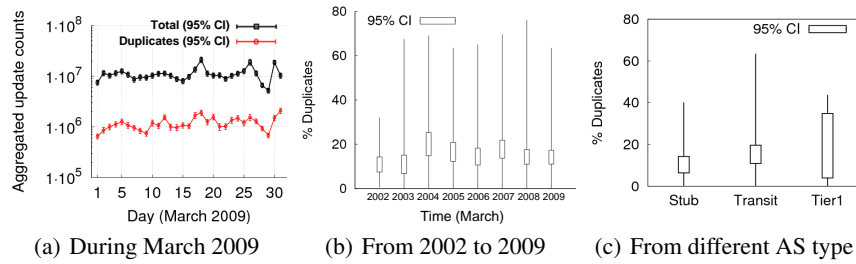 1·10^8
1·10^7
1·10^6
1·10^5
Aggregated update counts
Total (95% CI)
Duplicates (95% CI)
1 5 10 15 20 25 30
Day (March 2009)
(a) During March 2009
80
60
40
20
0
% Duplicates
95% CI
2002 2003 2004 2005 2006 2007 2008 2009
Time (March)
(b) From 2002 to 2009
80
60
40
20
0
% Duplicates
95% CI
Stub Transit Tier1
(c) From different AS type